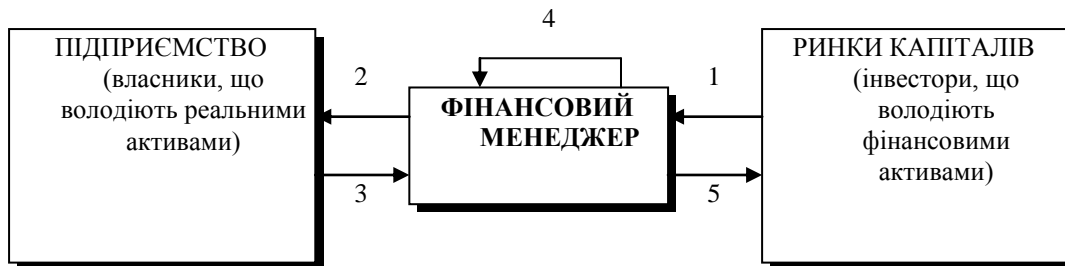 4
ПІДПРИЄМСТВО
(власники, що
володіють реальними
активами)
2
3
ФІНАНСОВИЙ
МЕНЕДЖЕР
1
5
РИНКИ КАПІТАЛІВ
(інвестори, що
володіють
фінансовими
активами)